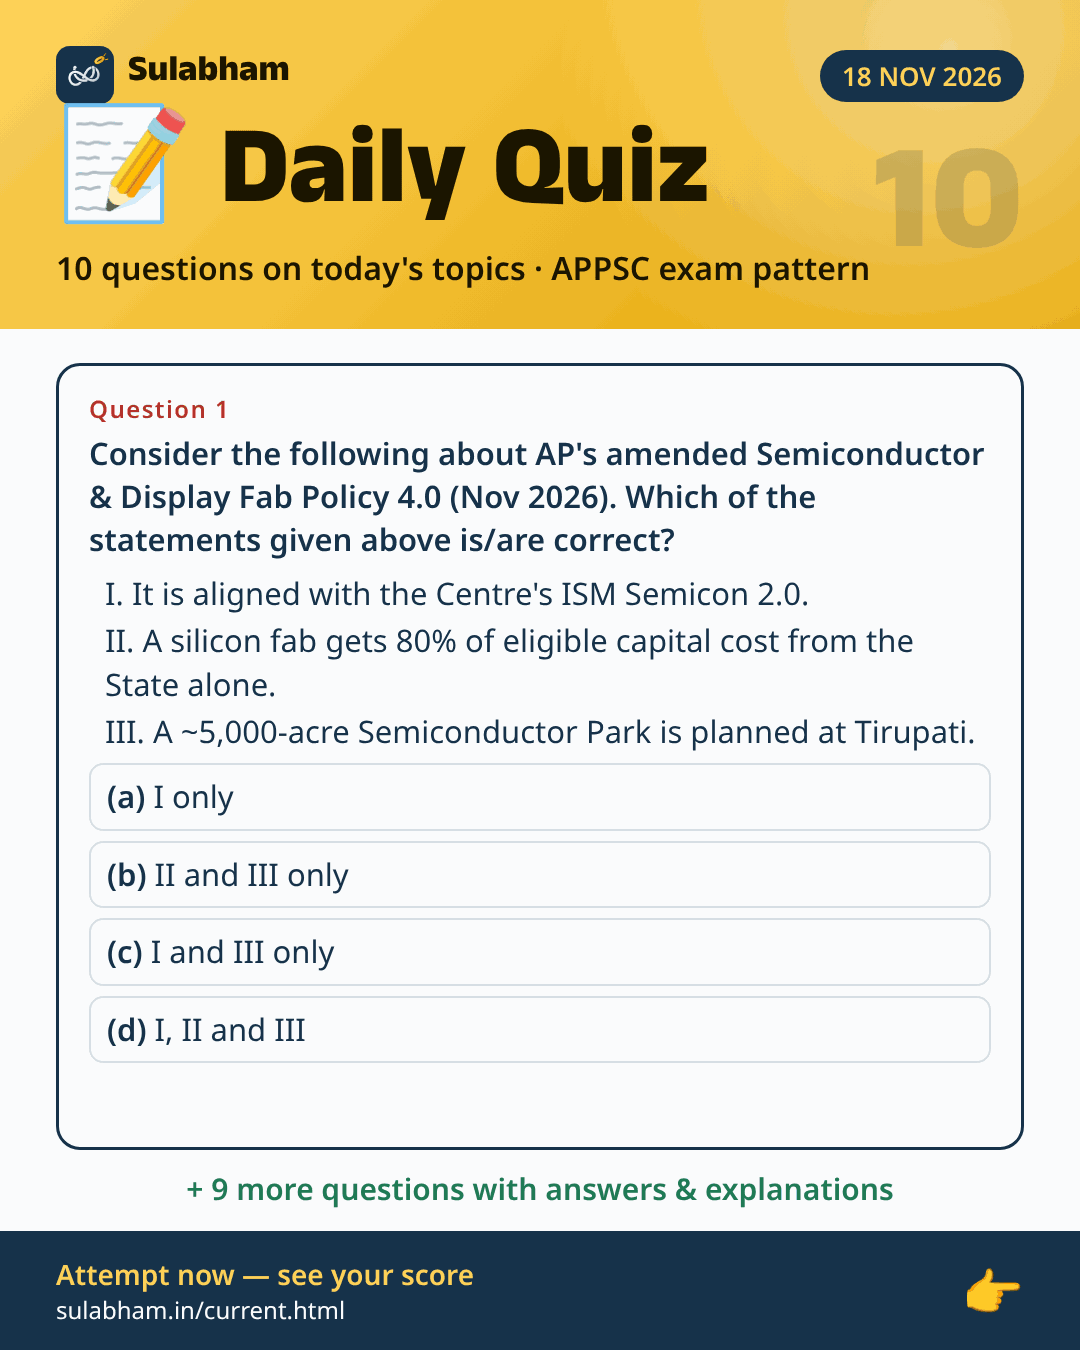 Sulabham
18 NOV 2026
Daily Quiz
10
10 questions on today's topics · APPSC exam pattern
Question 1
Consider the following about AP's amended Semiconductor
& Display Fab Policy 4.0 (Nov 2026). Which of the
statements given above is/are correct?
I. It is aligned with the Centre's ISM Semicon 2.0.
II. A silicon fab gets 80% of eligible capital cost from the
State alone.
III. A ~5,000-acre Semiconductor Park is planned at Tirupati.
(a) I only
(b) II and III only
(c) I and III only
(d) I, II and III
+ 9 more questions with answers & explanations
Attempt now — see your score
sulabham.in/current.html